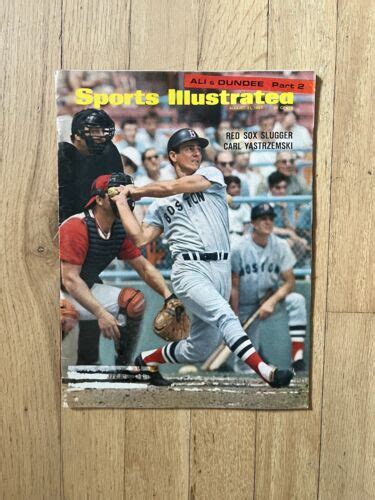 ALI & DUNDEE Part 2
Sports Illustrated
RED SOX SLUGGER
CARL YASTRZEMSKI
BOSTON
BOSTON